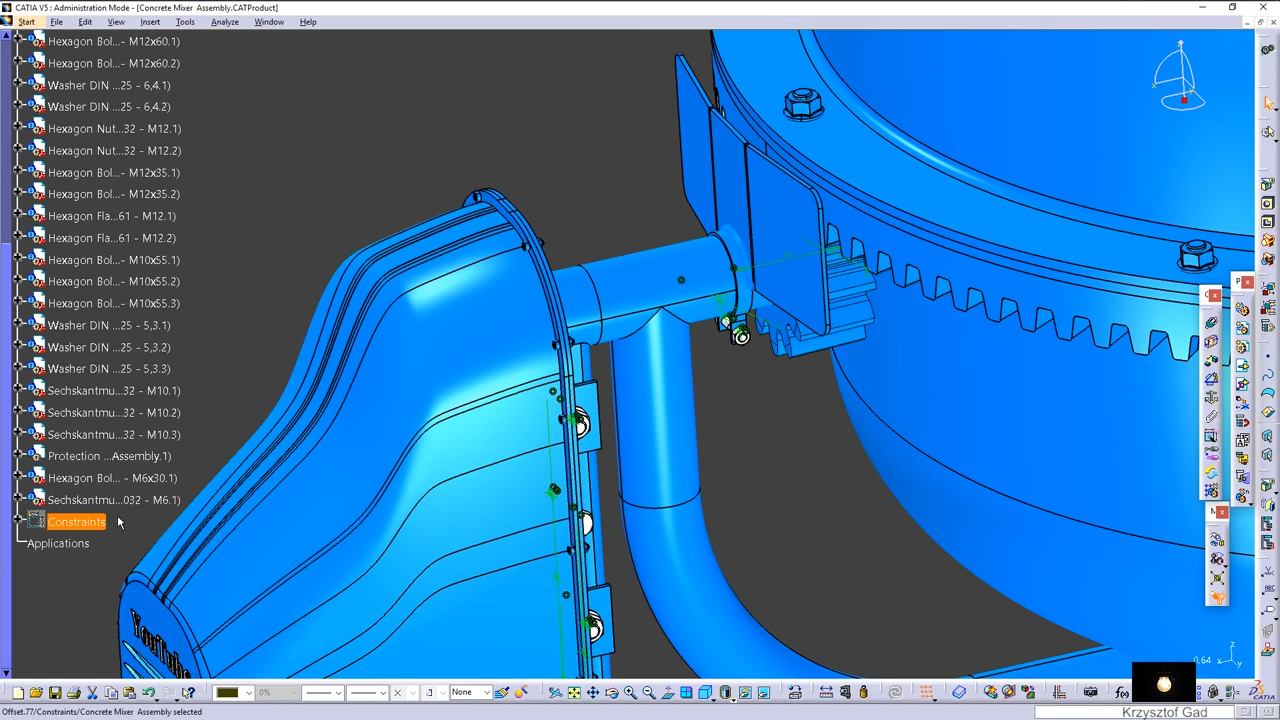 CATIA V5 : Administration Mode - [Concrete Mixer Assembly.CATProduct]
Start File Edit View Insert Tools Analyze Window Help
Hexagon Bol...- M12x60.1)
Hexagon Bol...- M12x60.2)
Washer DIN ...25 - 6,4.1)
Washer DIN ...25 - 6,4.2)
Hexagon Nut...32 - M12.1)
Hexagon Nut...32 - M12.2)
Hexagon Bol...- M12x35.1)
Hexagon Bol...- M12x35.2)
Hexagon Fla...61 - M12.1)
Hexagon Fla...61 - M12.2)
Hexagon Bol...- M10x55.1)
Hexagon Bol...- M10x55.2)
Hexagon Bol...- M10x55.3)
Washer DIN ...25 - 5,3.1)
Washer DIN ...25 - 5,3.2)
Washer DIN ...25 - 5,3.3)
Sechskantmu...32 - M10.1)
Sechskantmu...32 - M10.2)
Sechskantmu...32 - M10.3)
Protection ...Assembly.1)
Hexagon Bol... - M6x30.1)
Sechskantmu...032 - M6.1)
Constraints
Applications
YouTube
0.64
0%
None
Offset.77/Constraints/Concrete Mixer Assembly selected
Krzysztof Gad
CATIA